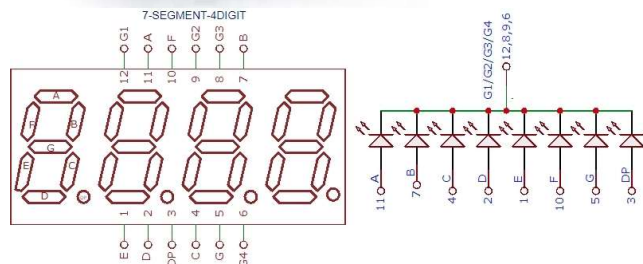 7-SEGMENT-4DIGIT
G1 A F G2 G3 B
12 11 10 9 8 7
A
F B
G
E C
D
1 2 3 4 5 6
E D DP C G G4
G1/G2/G3/G4
12,8,9,6
A B C D E F G DP
11 7 4 2 1 10 5 3